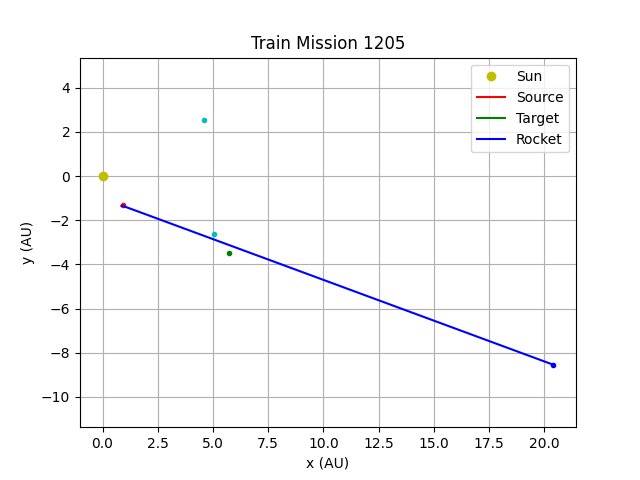 Train Mission 1205
Sun
Source
Target
Rocket
y (AU)
4
2
0
−2
−4
−6
−8
−10
0.0 2.5 5.0 7.5 10.0 12.5 15.0 17.5 20.0
x (AU)